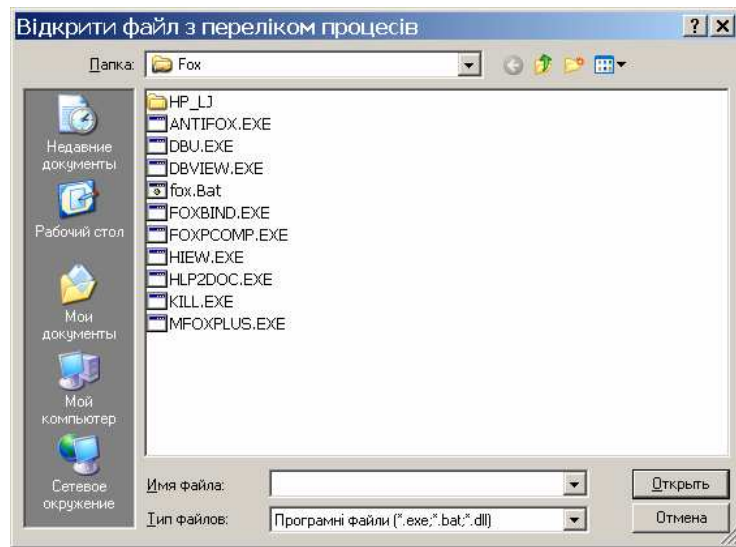 Відкрити файл з переліком процесів
Папка:
Fox
Недавние
документы
Рабочий стол
Мои
документы
Мой
компьютер
Сетевое
окружение
HP_LJ
ANTIFOX.EXE
DBU.EXE
DBVIEW.EXE
fox.Bat
FOXBIND.EXE
FOXPCOMP.EXE
HIEW.EXE
HLP2DOC.EXE
KILL.EXE
MFOXPLUS.EXE
Имя файла:
Открыть
Тип файлов:
Програмні файли (*.exe;*.bat;*.dll)
Отмена